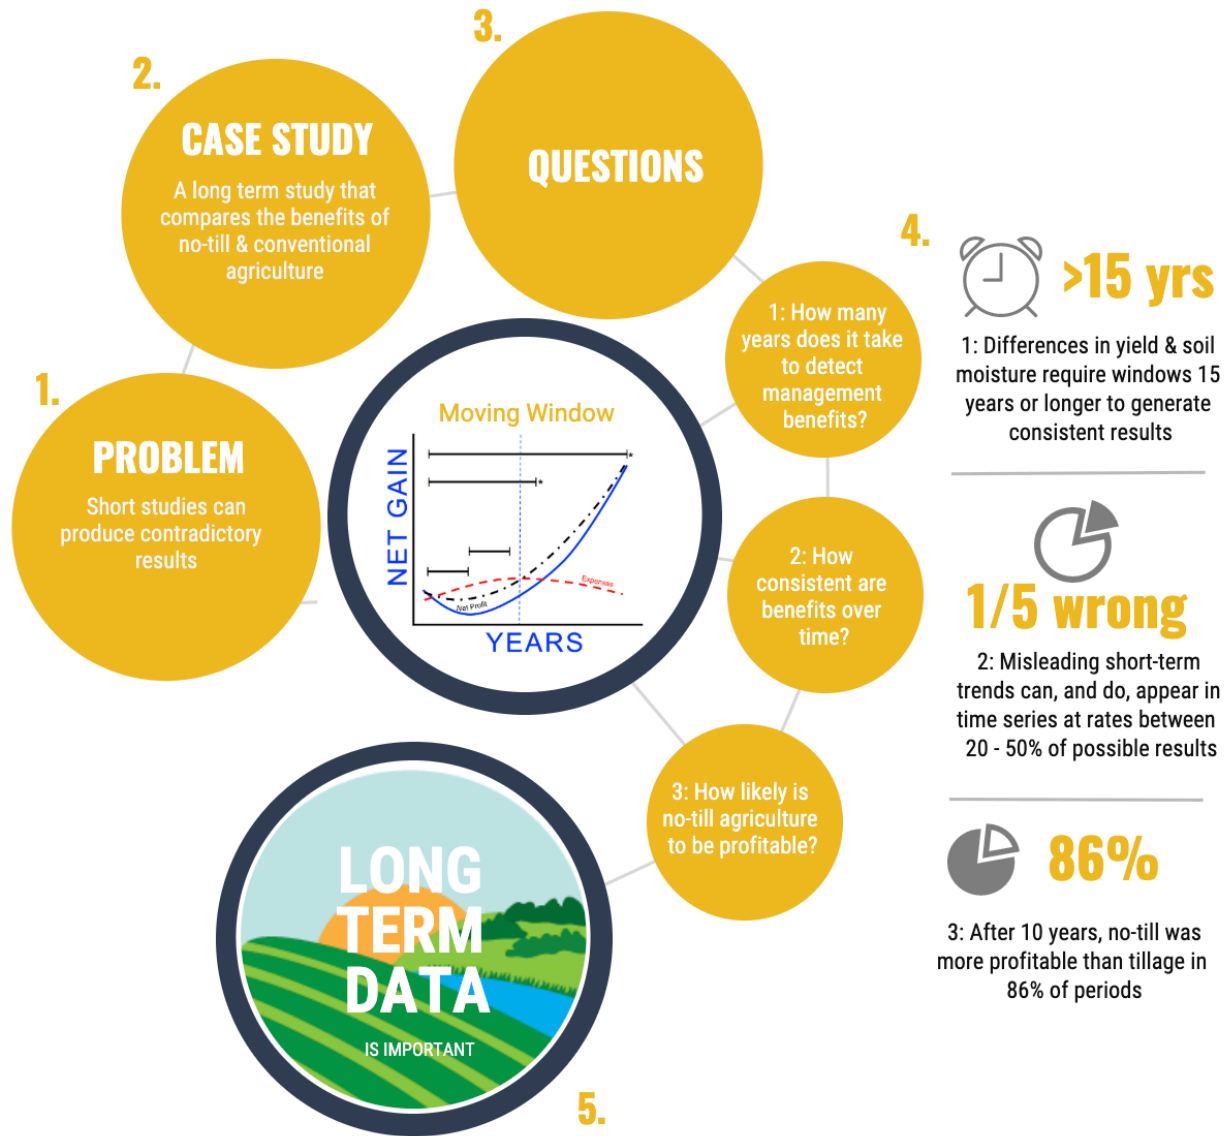 1.
PROBLEM
Short studies can
produce contradictory
results
2.
CASE STUDY
A long term study that
compares the benefits of
no-till & conventional
agriculture
3.
QUESTIONS
1: How many
years does it take
to detect
management
benefits?
2: How
consistent are
benefits over
time?
3: How likely is
no-till agriculture
to be profitable?
Moving Window
NET GAIN
*
*
Expenses
Net Profit
YEARS
4.
>15 yrs
1: Differences in yield & soil
moisture require windows 15
years or longer to generate
consistent results
1/5 wrong
2: Misleading short-term
trends can, and do, appear in
time series at rates between
20 - 50% of possible results
86%
3: After 10 years, no-till was
more profitable than tillage in
86% of periods
LONG
TERM
DATA
IS IMPORTANT
5.